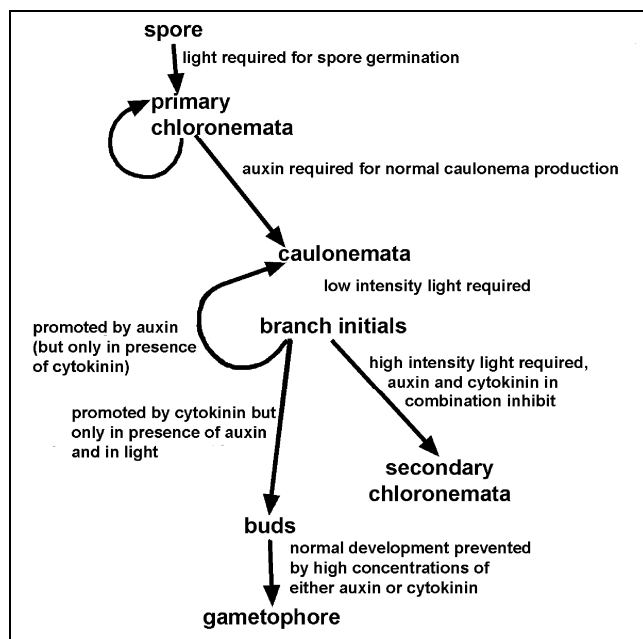 spore
light required for spore germination
primary
chloronemata
auxin required for normal caulonema production
caulonemata
low intensity light required
branch initials
promoted by auxin
(but only in presence
of cytokinin)
high intensity light required,
auxin and cytokinin in
combination inhibit
promoted by cytokinin but
only in presence of auxin
and in light
secondary
chloronemata
buds
normal development prevented
by high concentrations of
either auxin or cytokinin
gametophore